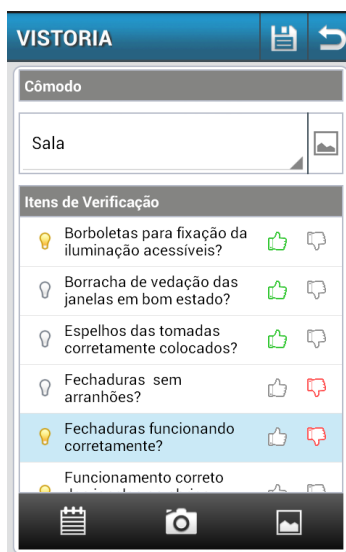 VISTORIA
Cômodo
Sala
Itens de Verificação
Borboletas para fixação da
iluminação acessíveis?
Borracha de vedação das
janelas em bom estado?
Espelhos das tomadas
corretamente colocados?
Fechaduras sem
arranhões?
Fechaduras funcionando
corretamente?
Funcionamento correto